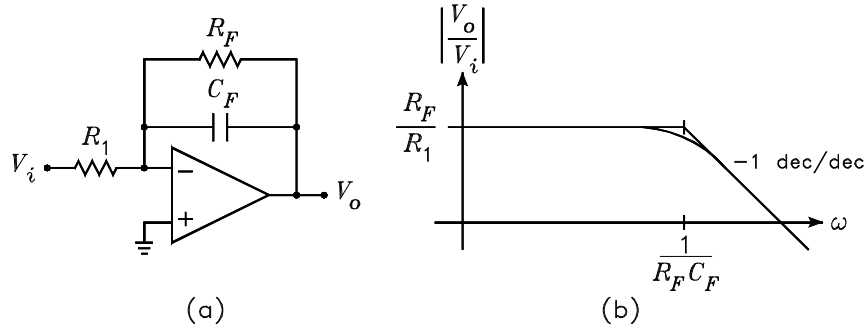 R_F
C_F
R_1
V_i
−
+
V_o
(a)
|V_o/V_i|
R_F/R_1
−1 dec/dec
ω
1/R_F C_F
(b)